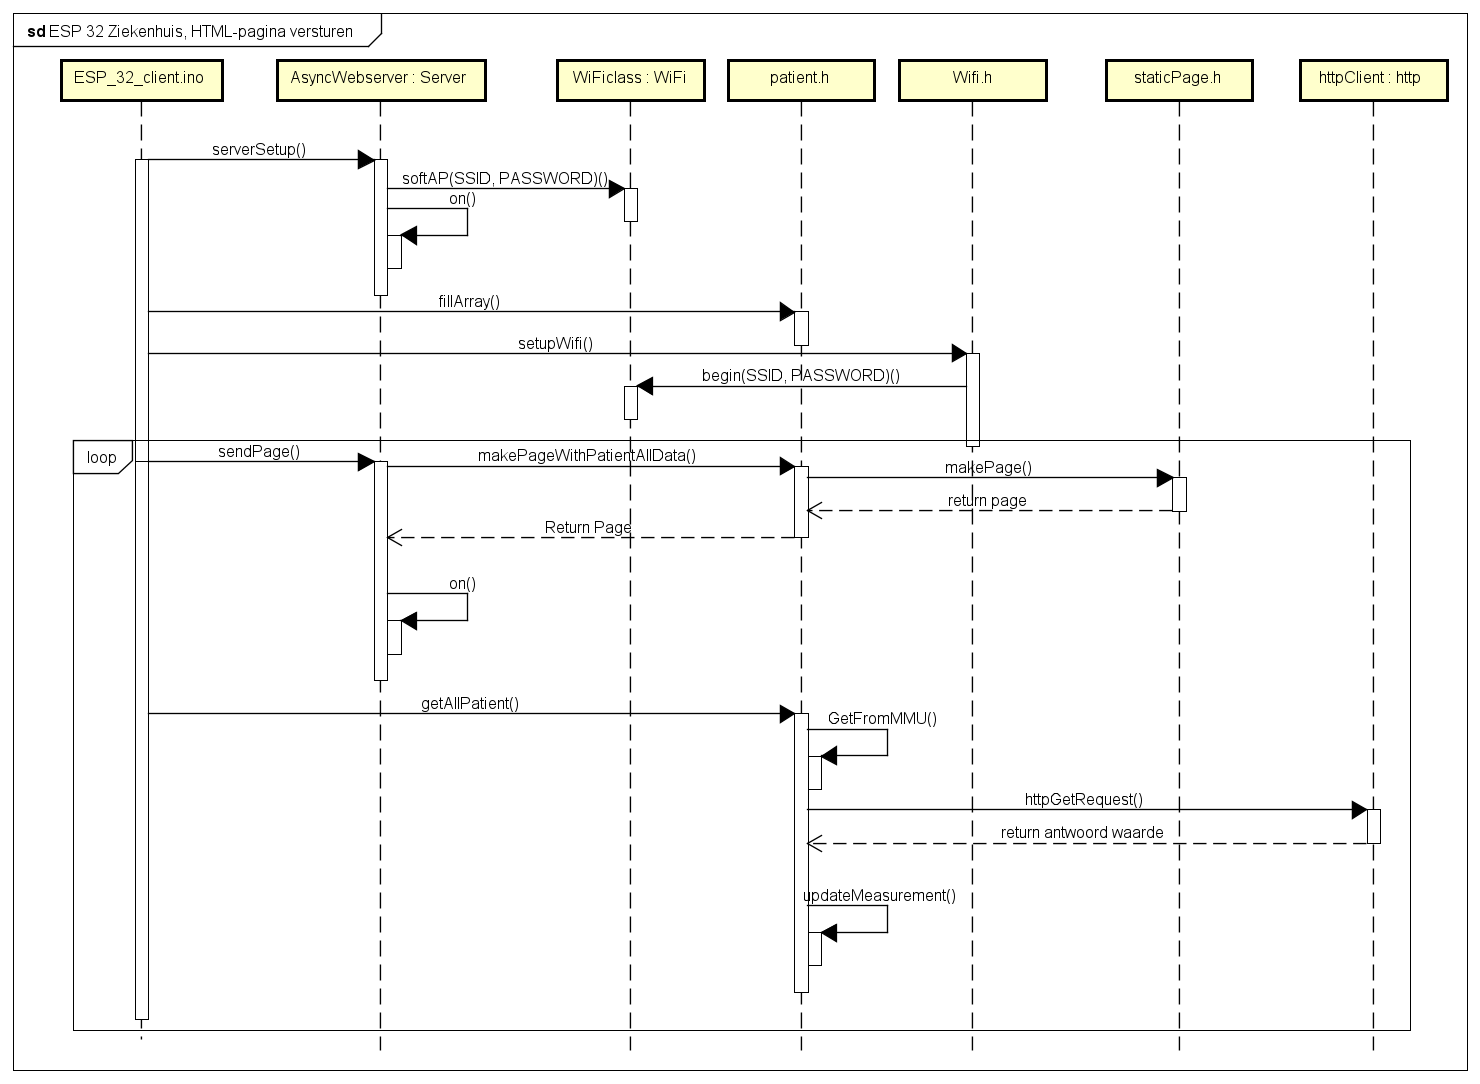 sd ESP 32 Ziekenhuis, HTML-pagina versturen
ESP_32_client.ino
AsyncWebserver : Server
WiFiclass : WiFi
patient.h
Wifi.h
staticPage.h
httpClient : http
serverSetup()
softAP(SSID, PASSWORD)()
on()
fillArray()
setupWifi()
begin(SSID, PASSWORD)()
loop
sendPage()
makePageWithPatientAllData()
makePage()
return page
Return Page
on()
getAllPatient()
GetFromMMU()
httpGetRequest()
return antwoord waarde
updateMeasurement()